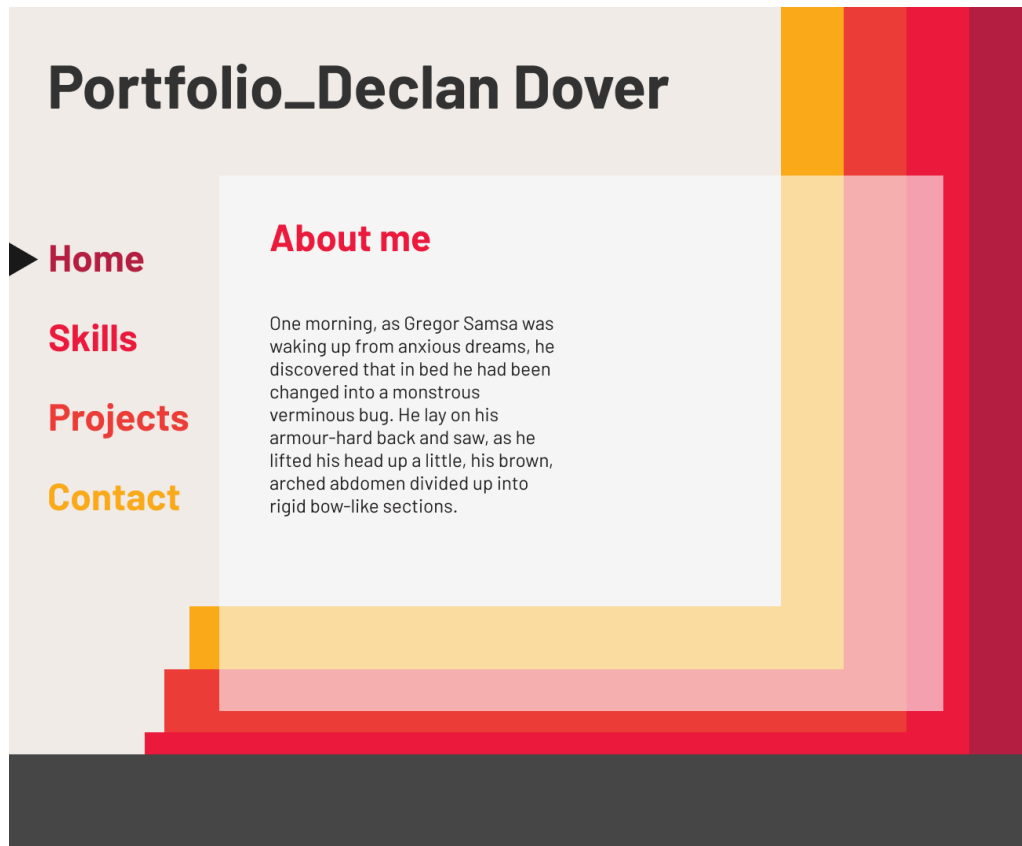 Portfolio_Declan Dover
Home
Skills
Projects
Contact
About me
One morning, as Gregor Samsa was
waking up from anxious dreams, he
discovered that in bed he had been
changed into a monstrous
verminous bug. He lay on his
armour-hard back and saw, as he
lifted his head up a little, his brown,
arched abdomen divided up into
rigid bow-like sections.